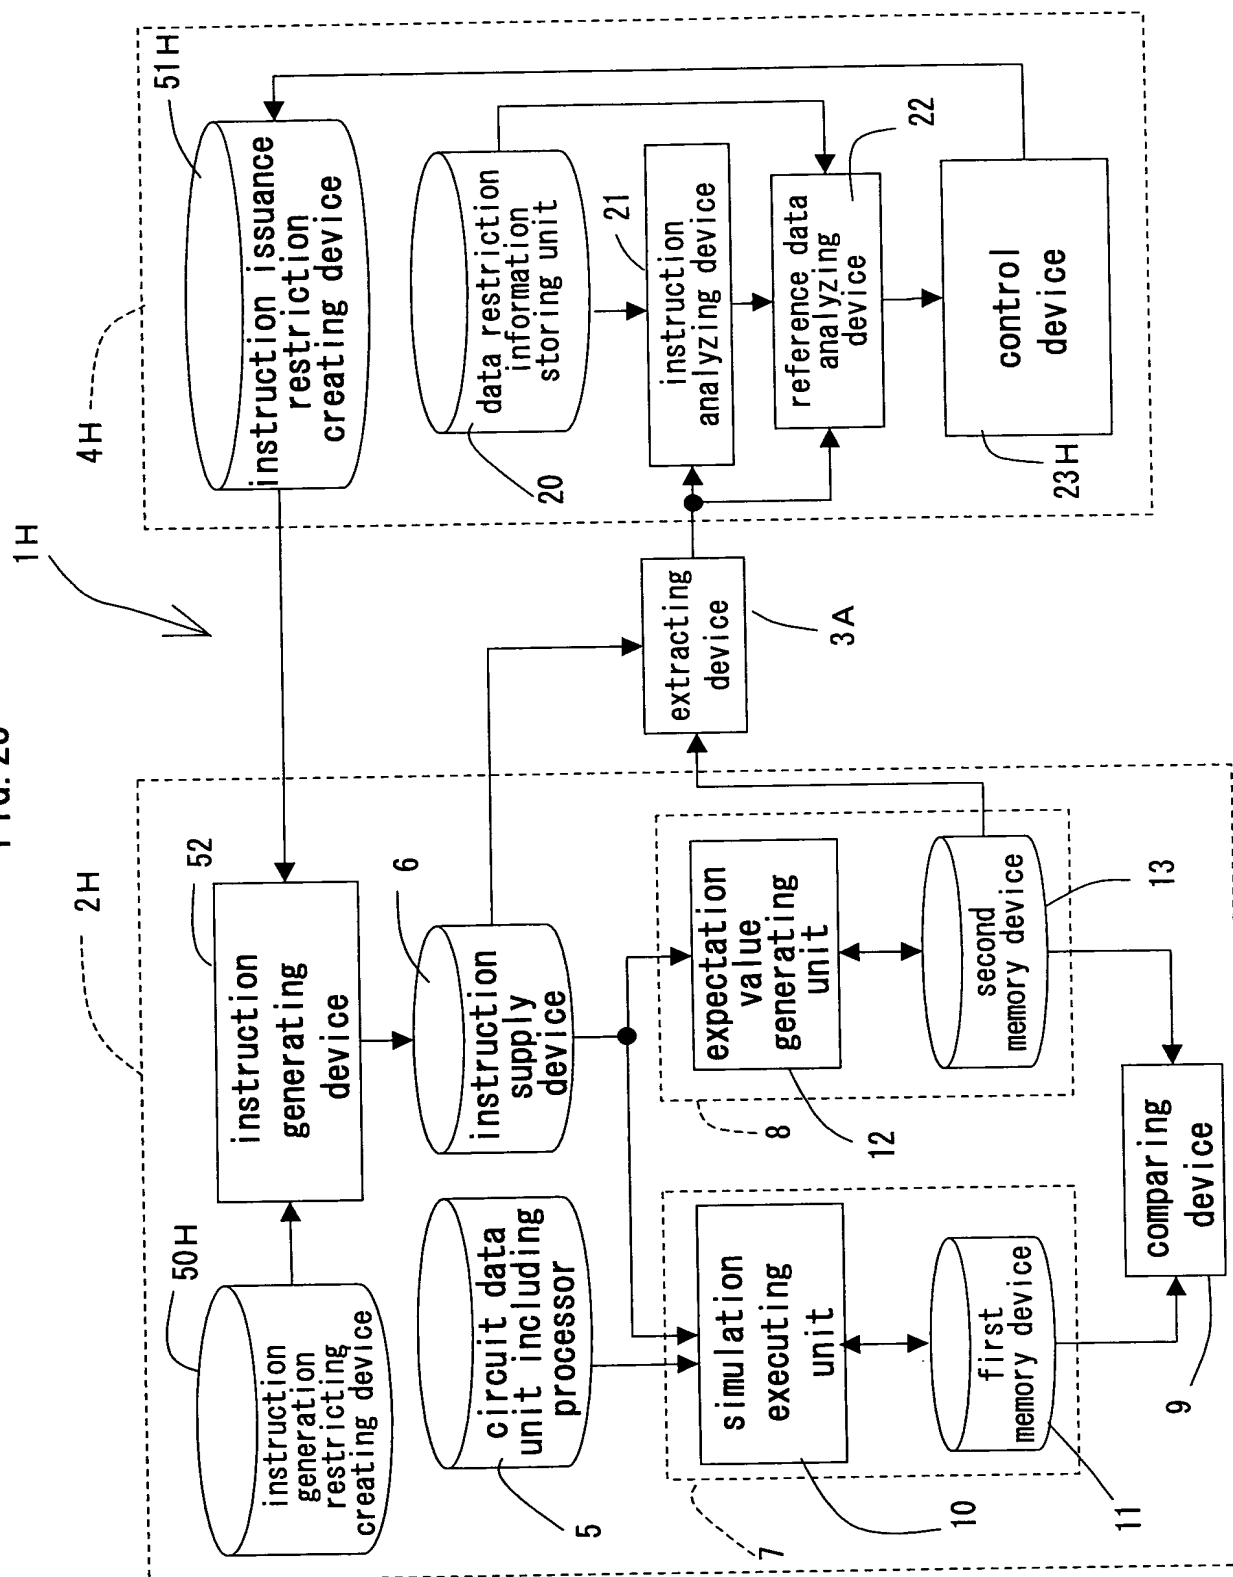 1H
2H
50H
instruction
generation
restricting
creating device
52
instruction
generating
device
51H
instruction issuance
restriction
creating device
4H
5
circuit data
unit including
processor
6
instruction
supply
device
20
data restriction
information
storing unit
21
instruction
analyzing device
22
reference data
analyzing
device
extracting
device
3A
7
simulation
executing
unit
10
8
expectation
value
generating
unit
12
first
memory device
11
second
memory device
13
control
device
23H
comparing
device
9